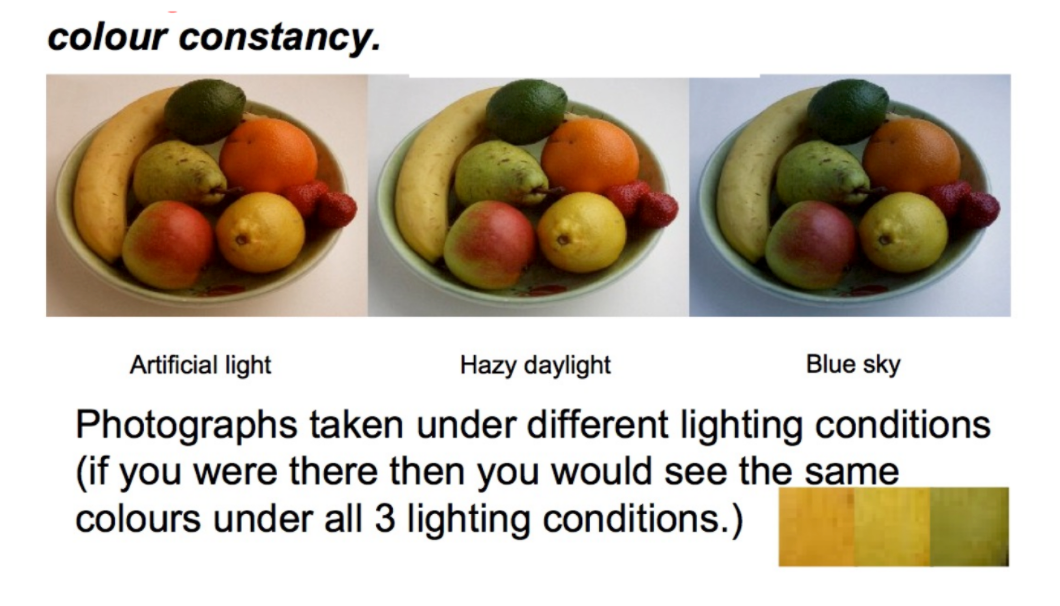 colour constancy.
Artificial light
Hazy daylight
Blue sky
Photographs taken under different lighting conditions
(if you were there then you would see the same
colours under all 3 lighting conditions.)